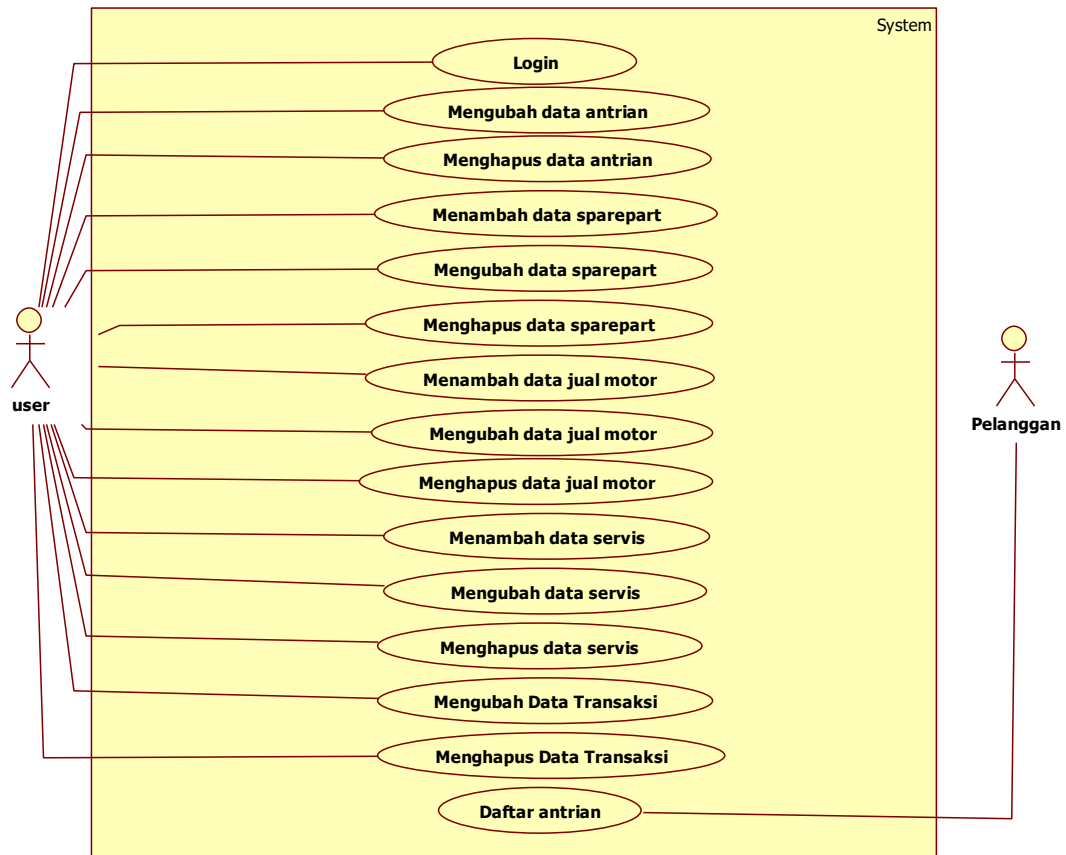 System
Login
Mengubah data antrian
Menghapus data antrian
Menambah data sparepart
Mengubah data sparepart
Menghapus data sparepart
Menambah data jual motor
user
Pelanggan
Mengubah data jual motor
Menghapus data jual motor
Menambah data servis
Mengubah data servis
Menghapus data servis
Mengubah Data Transaksi
Menghapus Data Transaksi
Daftar antrian